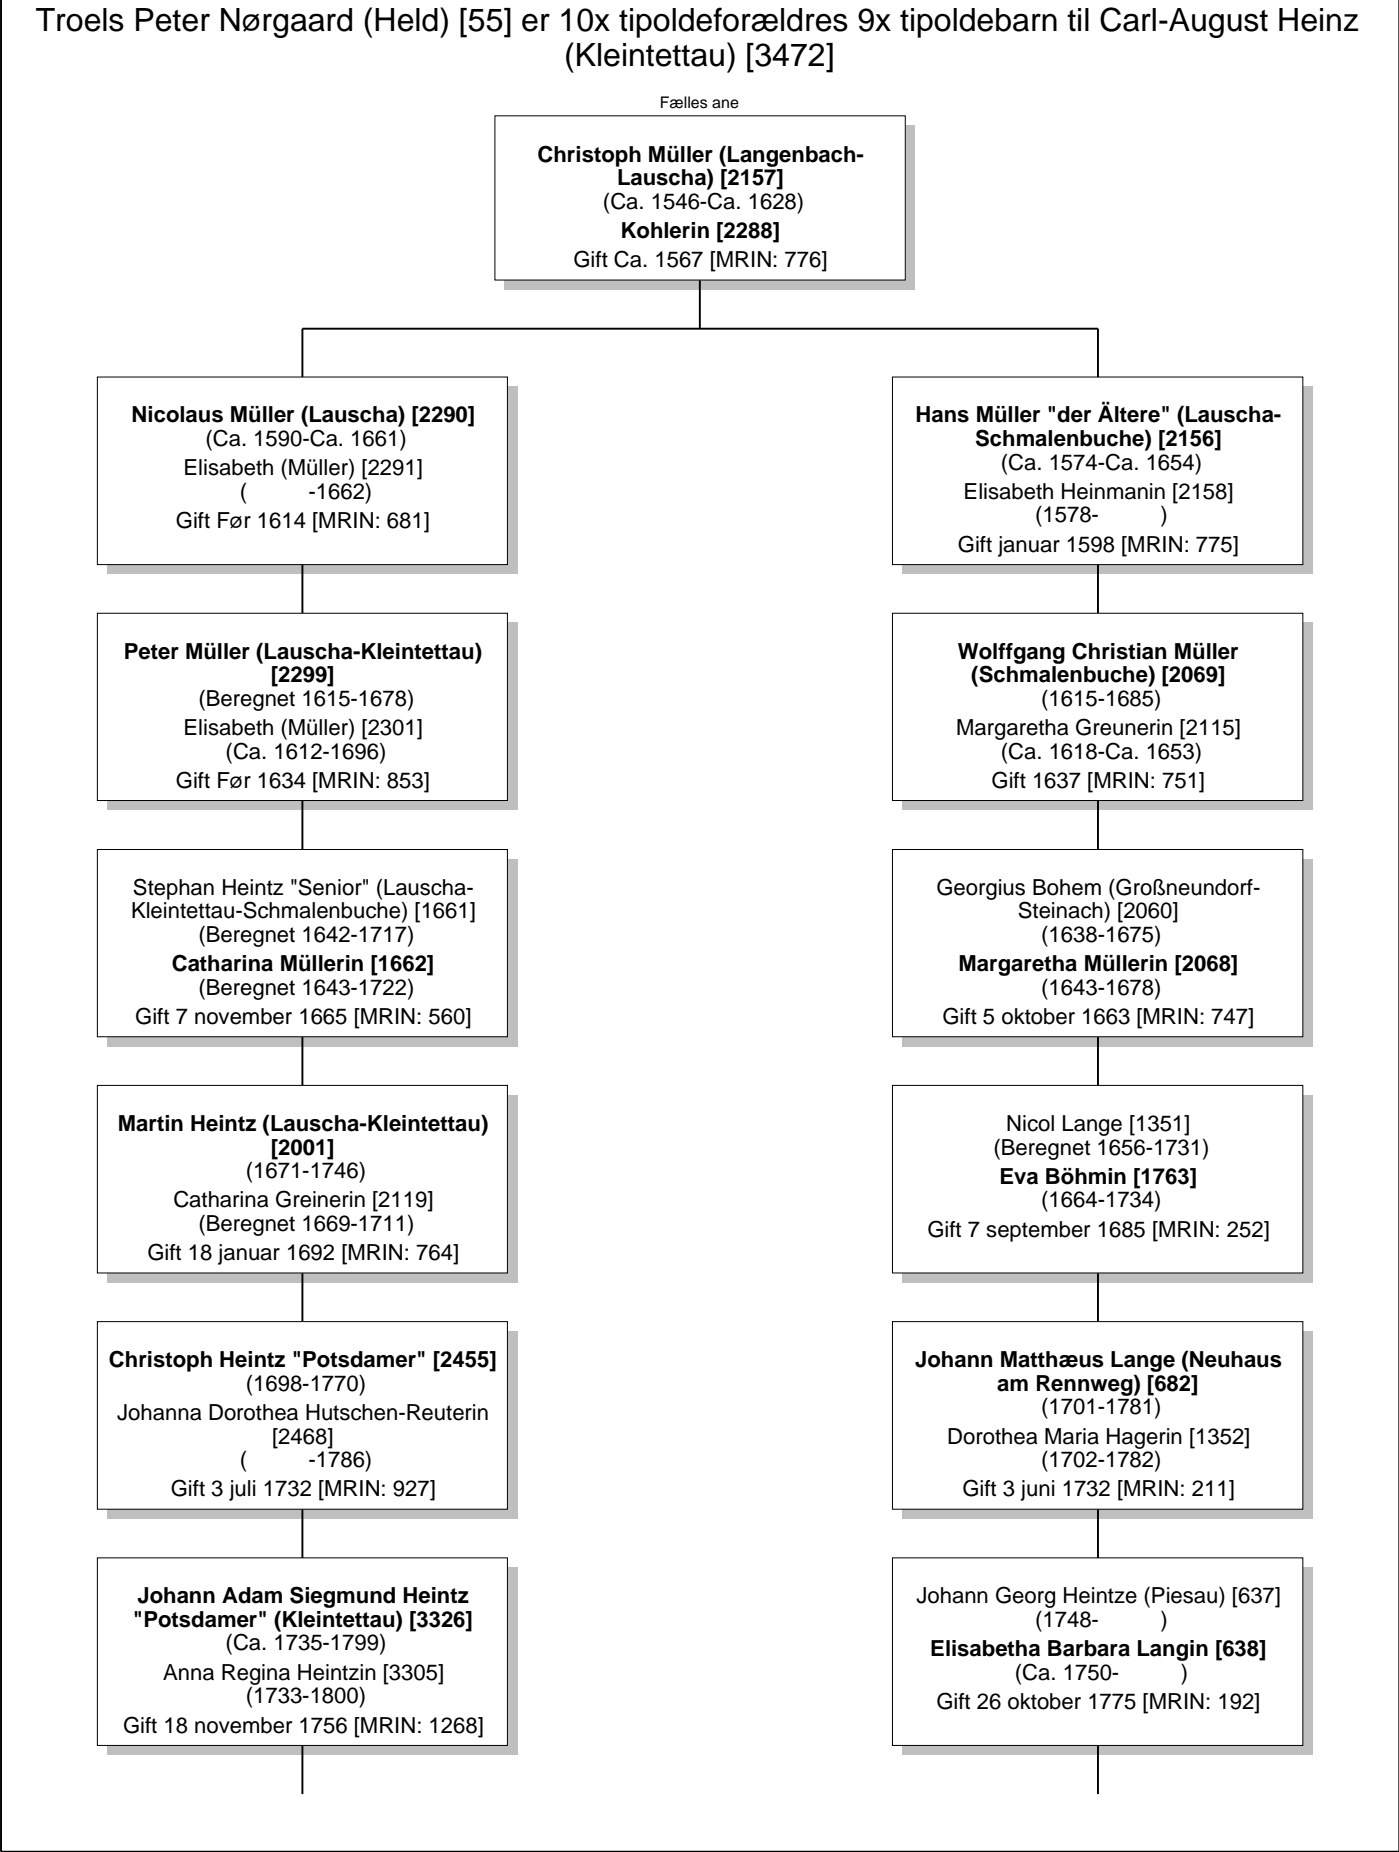 Troels Peter Nørgaard (Held) [55] er 10x tipoldeforældres 9x tipoldebarn til Carl-August Heinz
(Kleintettau) [3472]
Fælles ane
Christoph Müller (Langenbach-
Lauscha) [2157]
(Ca. 1546-Ca. 1628)
Kohlerin [2288]
Gift Ca. 1567 [MRIN: 776]
Nicolaus Müller (Lauscha) [2290]
(Ca. 1590-Ca. 1661)
Elisabeth (Müller) [2291]
(          -1662)
Gift Før 1614 [MRIN: 681]
Hans Müller "der Ältere" (Lauscha-
Schmalenbuche) [2156]
(Ca. 1574-Ca. 1654)
Elisabeth Heinmanin [2158]
(1578-          )
Gift januar 1598 [MRIN: 775]
Peter Müller (Lauscha-Kleintettau)
[2299]
(Beregnet 1615-1678)
Elisabeth (Müller) [2301]
(Ca. 1612-1696)
Gift Før 1634 [MRIN: 853]
Wolffgang Christian Müller
(Schmalenbuche) [2069]
(1615-1685)
Margaretha Greunerin [2115]
(Ca. 1618-Ca. 1653)
Gift 1637 [MRIN: 751]
Stephan Heintz "Senior" (Lauscha-
Kleintettau-Schmalenbuche) [1661]
(Beregnet 1642-1717)
Catharina Müllerin [1662]
(Beregnet 1643-1722)
Gift 7 november 1665 [MRIN: 560]
Georgius Bohem (Großneundorf-
Steinach) [2060]
(1638-1675)
Margaretha Müllerin [2068]
(1643-1678)
Gift 5 oktober 1663 [MRIN: 747]
Martin Heintz (Lauscha-Kleintettau)
[2001]
(1671-1746)
Catharina Greinerin [2119]
(Beregnet 1669-1711)
Gift 18 januar 1692 [MRIN: 764]
Nicol Lange [1351]
(Beregnet 1656-1731)
Eva Böhmin [1763]
(1664-1734)
Gift 7 september 1685 [MRIN: 252]
Christoph Heintz "Potsdamer" [2455]
(1698-1770)
Johanna Dorothea Hutschen-Reuterin
[2468]
(          -1786)
Gift 3 juli 1732 [MRIN: 927]
Johann Matthæus Lange (Neuhaus
am Rennweg) [682]
(1701-1781)
Dorothea Maria Hagerin [1352]
(1702-1782)
Gift 3 juni 1732 [MRIN: 211]
Johann Adam Siegmund Heintz
"Potsdamer" (Kleintettau) [3326]
(Ca. 1735-1799)
Anna Regina Heintzin [3305]
(1733-1800)
Gift 18 november 1756 [MRIN: 1268]
Johann Georg Heintze (Piesau) [637]
(1748-          )
Elisabetha Barbara Langin [638]
(Ca. 1750-          )
Gift 26 oktober 1775 [MRIN: 192]